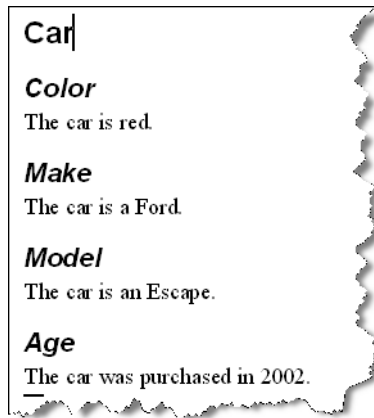 Car
Color
The car is red.
Make
The car is a Ford.
Model
The car is an Escape.
Age
The car was purchased in 2002.